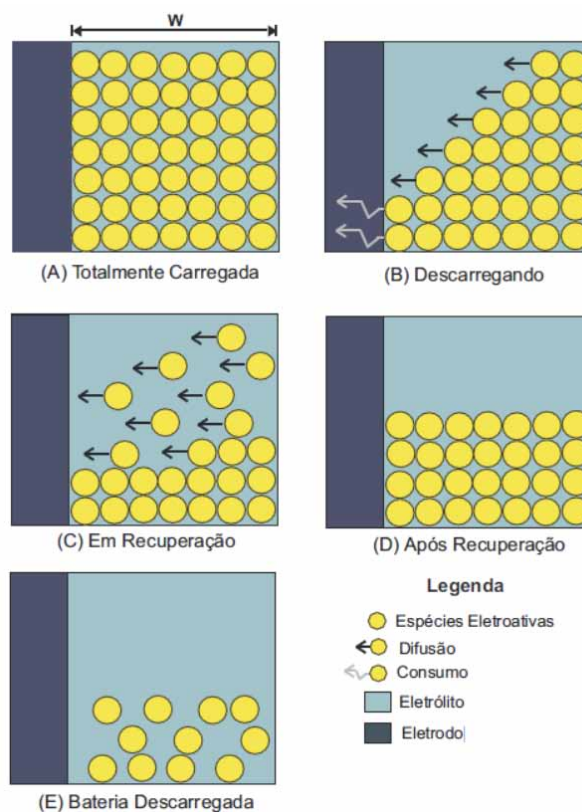 W
(A) Totalmente Carregada
(B) Descarregando
(C) Em Recuperação
(D) Após Recuperação
(E) Bateria Descarregada
Legenda
Espécies Eletroativas
Difusão
Consumo
Eletrólito
Eletrodo